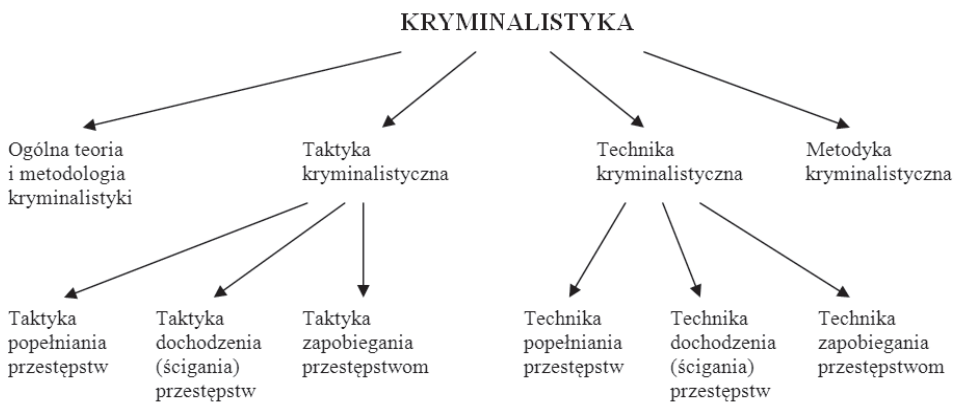 KRYMINALISTYKA
Ogólna teoria
i metodologia
kryminalistyki
Taktyka
kryminalistyczna
Technika
kryminalistyczna
Metodyka
kryminalistyczna
Taktyka
popełniania
przestępstw
Taktyka
dochodzenia
(ścigania)
przestępstw
Taktyka
zapobiegania
przestępstwom
Technika
popełniania
przestępstw
Technika
dochodzenia
(ścigania)
przestępstw
Technika
zapobiegania
przestępstwom